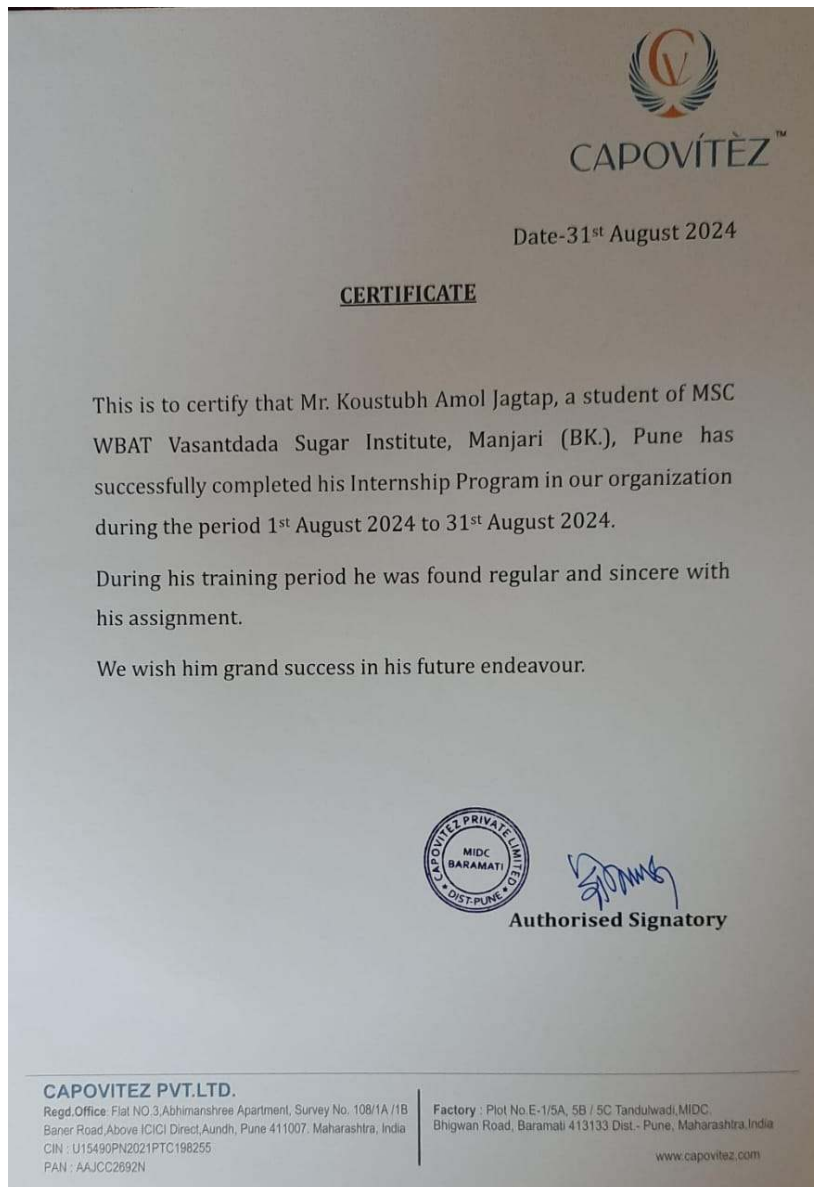 CV
CAPOVÍTÈZ™
Date-31st August 2024
CERTIFICATE
This is to certify that Mr. Koustubh Amol Jagtap, a student of MSC
WBAT Vasantdada Sugar Institute, Manjari (BK.), Pune has
successfully completed his Internship Program in our organization
during the period 1st August 2024 to 31st August 2024.
During his training period he was found regular and sincere with
his assignment.
We wish him grand success in his future endeavour.
CAPOVITEZ PRIVATE LIMITED
MIDC
BARAMATI
* DIST-PUNE *
Authorised Signatory
CAPOVITEZ PVT.LTD.
Regd.Office: Flat NO.3,Abhimanshree Apartment, Survey No. 108/1A /1B
Baner Road,Above ICICI Direct,Aundh, Pune 411007. Maharashtra, India
CIN : U15490PN2021PTC198255
PAN : AAJCC2692N
Factory : Plot No.E-1/5A, 5B / 5C Tandulwadi,MIDC.
Bhigwan Road, Baramati 413133 Dist.- Pune, Maharashtra.India
www.capovitez.com